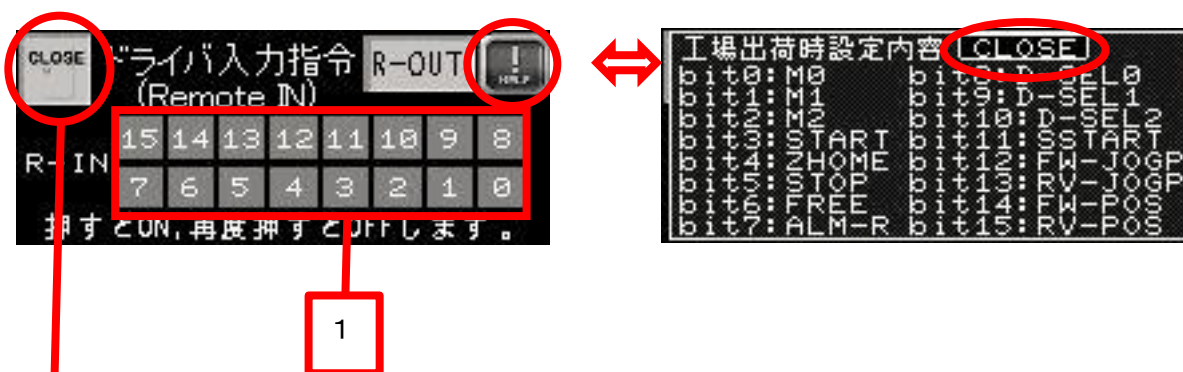 CLOSE ドライバ入力指令 R-OUT ! HELP
(Remote IN)
R-IN
15 14 13 12 11 10 9 8
7 6 5 4 3 2 1 0
押すとON,再度押すとOFFします。
1
工場出荷時設定内容 CLOSE
bit0:M0 bit8:D-SEL0
bit1:M1 bit9:D-SEL1
bit2:M2 bit10:D-SEL2
bit3:START bit11:SSTART
bit4:ZHOME bit12:FW-JOGP
bit5:STOP bit13:RV-JOGP
bit6:FREE bit14:FW-POS
bit7:ALM-R bit15:RV-POS